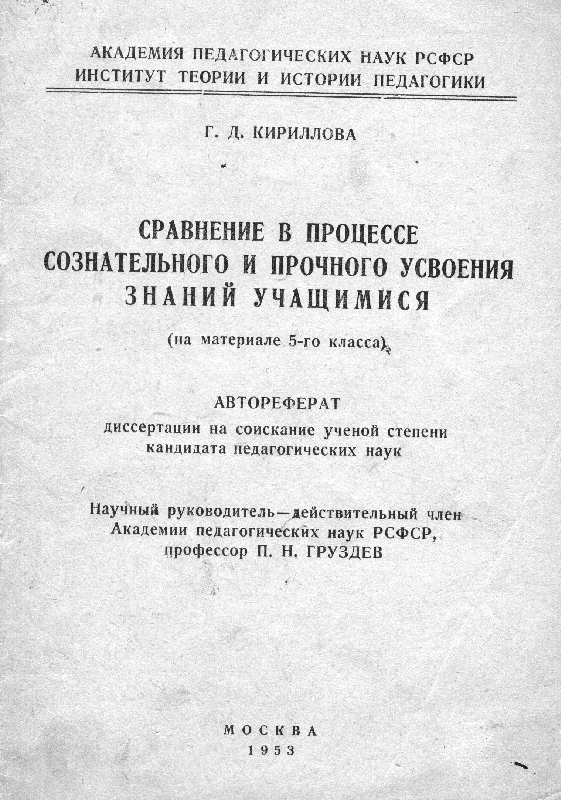 АКАДЕМИЯ ПЕДАГОГИЧЕСКИХ НАУК РСФСР
ИНСТИТУТ ТЕОРИИ И ИСТОРИИ ПЕДАГОГИКИ
Г. Д. КИРИЛЛОВА
СРАВНЕНИЕ В ПРОЦЕССЕ
СОЗНАТЕЛЬНОГО И ПРОЧНОГО УСВОЕНИЯ
ЗНАНИЙ УЧАЩИМИСЯ
(на материале 5-го класса)
АВТОРЕФЕРАТ
диссертации на соискание ученой степени
кандидата педагогических наук
Научный руководитель—действительный член
Академии педагогических наук РСФСР,
профессор П. Н. ГРУЗДЕВ
МОСКВА
1953